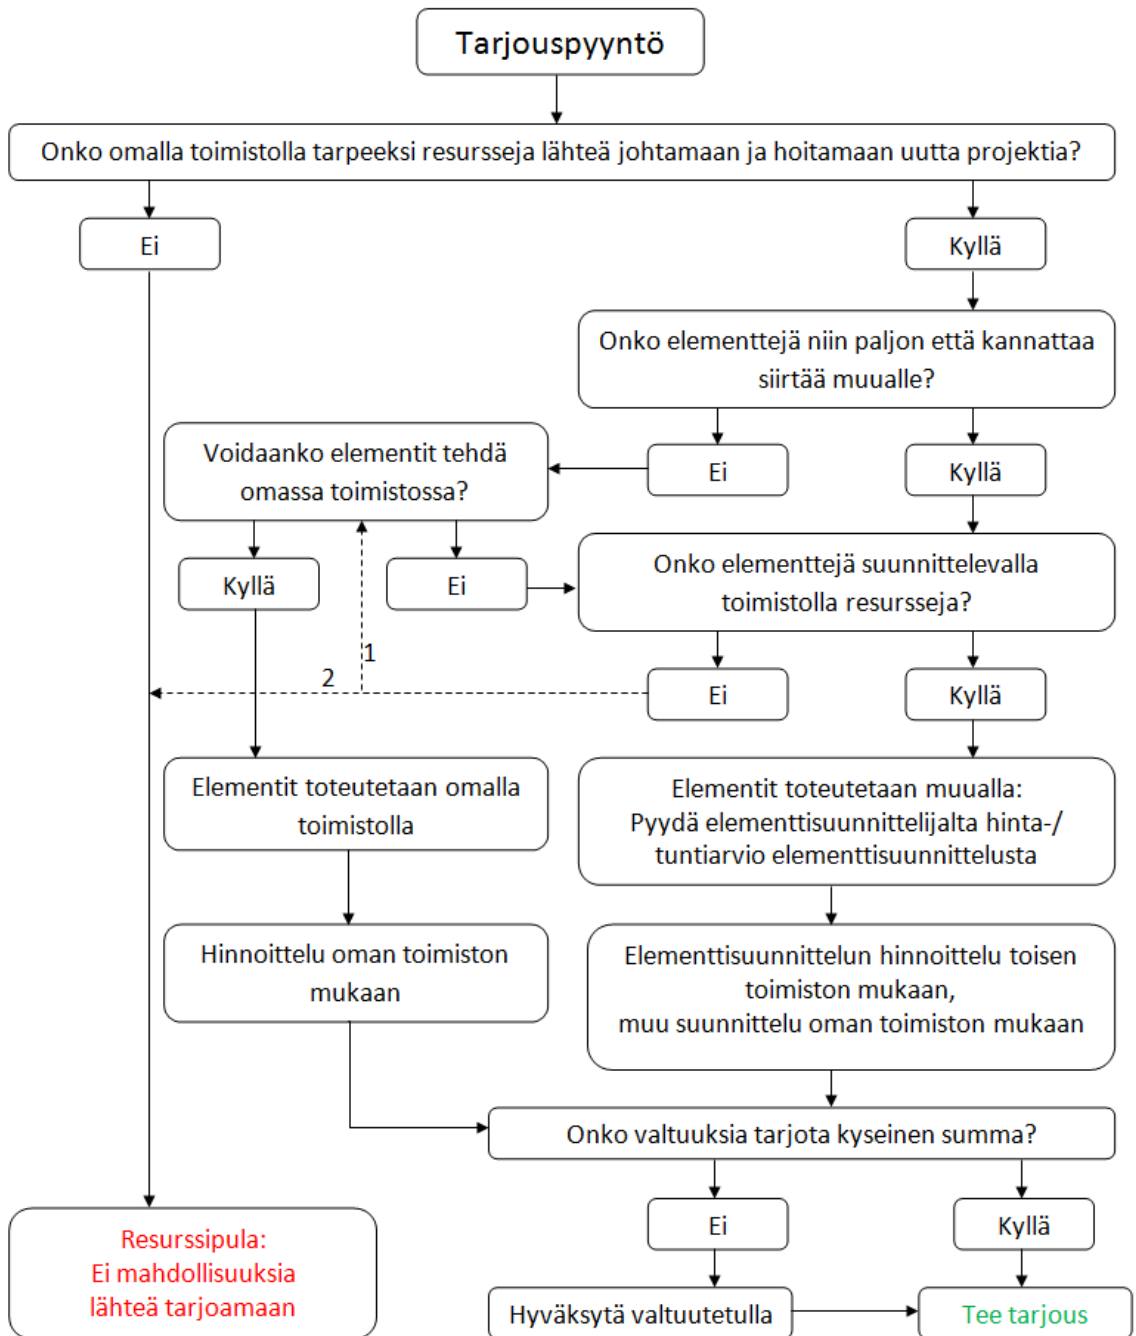 Tarjouspyyntö
Onko omalla toimistolla tarpeeksi resursseja lähteä johtamaan ja hoitamaan uutta projektia?
Ei
Kyllä
Onko elementtejä niin paljon että kannattaa
siirtää muualle?
Voidaanko elementit tehdä
omassa toimistossa?
Ei
Kyllä
Kyllä
Ei
Onko elementtejä suunnittelevalla
toimistolla resursseja?
1
2
Ei
Kyllä
Elementit toteutetaan omalla
toimistolla
Elementit toteutetaan muualla:
Pyydä elementtisuunnittelijalta hinta-/
tuntiarvio elementtisuunnittelusta
Hinnoittelu oman toimiston
mukaan
Elementtisuunnittelun hinnoittelu toisen
toimiston mukaan,
muu suunnittelu oman toimiston mukaan
Onko valtuuksia tarjota kyseinen summa?
Ei
Kyllä
Resurssipula:
Ei mahdollisuuksia
lähteä tarjoamaan
Hyväksytä valtuutetulla
Tee tarjous